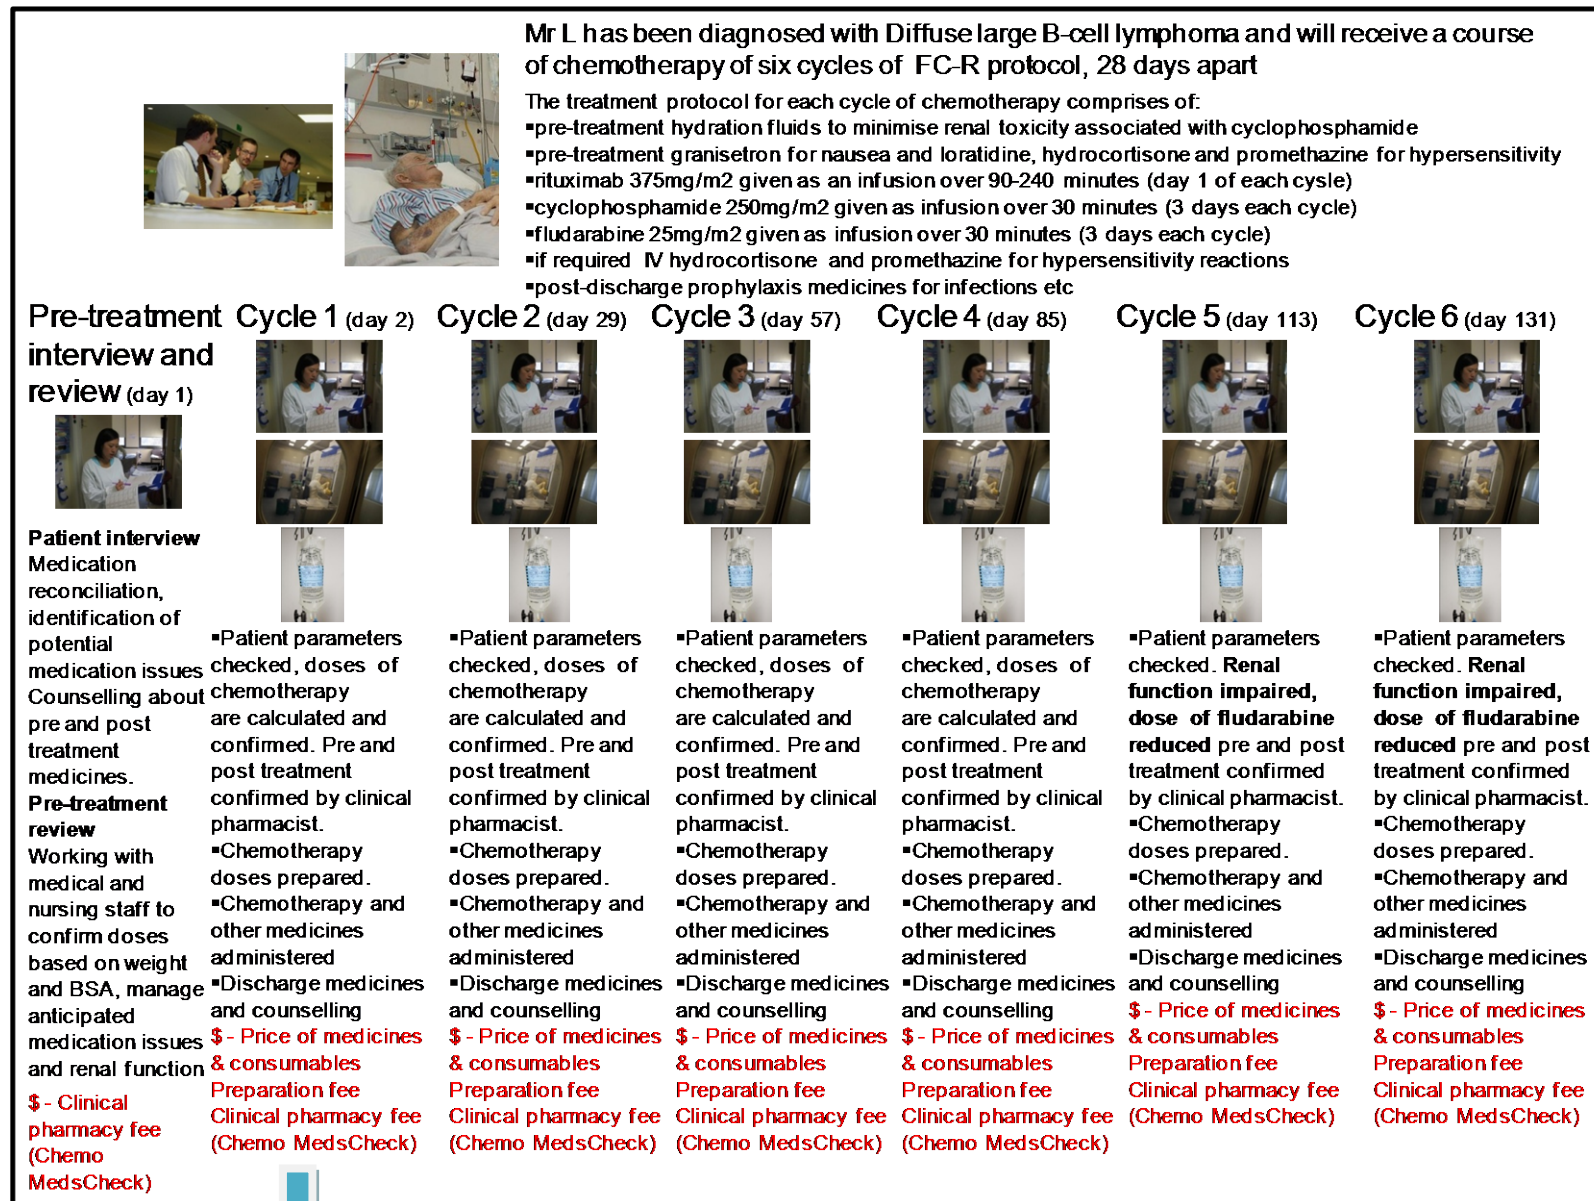 Mr L has been diagnosed with Diffuse large B-cell lymphoma and will receive a course
of chemotherapy of six cycles of FC-R protocol, 28 days apart
The treatment protocol for each cycle of chemotherapy comprises of:
▪pre-treatment hydration fluids to minimise renal toxicity associated with cyclophosphamide
▪pre-treatment granisetron for nausea and loratidine, hydrocortisone and promethazine for hypersensitivity
▪rituximab 375mg/m2 given as an infusion over 90-240 minutes (day 1 of each cysle)
▪cyclophosphamide 250mg/m2 given as infusion over 30 minutes (3 days each cycle)
▪fludarabine 25mg/m2 given as infusion over 30 minutes (3 days each cycle)
▪if required IV hydrocortisone and promethazine for hypersensitivity reactions
▪post-discharge prophylaxis medicines for infections etc
Pre-treatment
interview and
review (day 1)
Patient interview
Medication
reconciliation,
identification of
potential
medication issues
Counselling about
pre and post
treatment
medicines.
Pre-treatment
review
Working with
medical and
nursing staff to
confirm doses
based on weight
and BSA, manage
anticipated
medication issues
and renal function
$ - Clinical
pharmacy fee
(Chemo
MedsCheck)
Cycle 1 (day 2)
▪Patient parameters
checked, doses of
chemotherapy
are calculated and
confirmed. Pre and
post treatment
confirmed by clinical
pharmacist.
▪Chemotherapy
doses prepared.
▪Chemotherapy and
other medicines
administered
▪Discharge medicines
and counselling
$ - Price of medicines
& consumables
Preparation fee
Clinical pharmacy fee
(Chemo MedsCheck)
Cycle 2 (day 29)
▪Patient parameters
checked, doses of
chemotherapy
are calculated and
confirmed. Pre and
post treatment
confirmed by clinical
pharmacist.
▪Chemotherapy
doses prepared.
▪Chemotherapy and
other medicines
administered
▪Discharge medicines
and counselling
$ - Price of medicines
& consumables
Preparation fee
Clinical pharmacy fee
(Chemo MedsCheck)
Cycle 3 (day 57)
▪Patient parameters
checked, doses of
chemotherapy
are calculated and
confirmed. Pre and
post treatment
confirmed by clinical
pharmacist.
▪Chemotherapy
doses prepared.
▪Chemotherapy and
other medicines
administered
▪Discharge medicines
and counselling
$ - Price of medicines
& consumables
Preparation fee
Clinical pharmacy fee
(Chemo MedsCheck)
Cycle 4 (day 85)
▪Patient parameters
checked, doses of
chemotherapy
are calculated and
confirmed. Pre and
post treatment
confirmed by clinical
pharmacist.
▪Chemotherapy
doses prepared.
▪Chemotherapy and
other medicines
administered
▪Discharge medicines
and counselling
$ - Price of medicines
& consumables
Preparation fee
Clinical pharmacy fee
(Chemo MedsCheck)
Cycle 5 (day 113)
▪Patient parameters
checked. Renal
function impaired,
dose of fludarabine
reduced pre and post
treatment confirmed
by clinical pharmacist.
▪Chemotherapy
doses prepared.
▪Chemotherapy and
other medicines
administered
▪Discharge medicines
and counselling
$ - Price of medicines
& consumables
Preparation fee
Clinical pharmacy fee
(Chemo MedsCheck)
Cycle 6 (day 131)
▪Patient parameters
checked. Renal
function impaired,
dose of fludarabine
reduced pre and post
treatment confirmed
by clinical pharmacist.
▪Chemotherapy
doses prepared.
▪Chemotherapy and
other medicines
administered
▪Discharge medicines
and counselling
$ - Price of medicines
& consumables
Preparation fee
Clinical pharmacy fee
(Chemo MedsCheck)